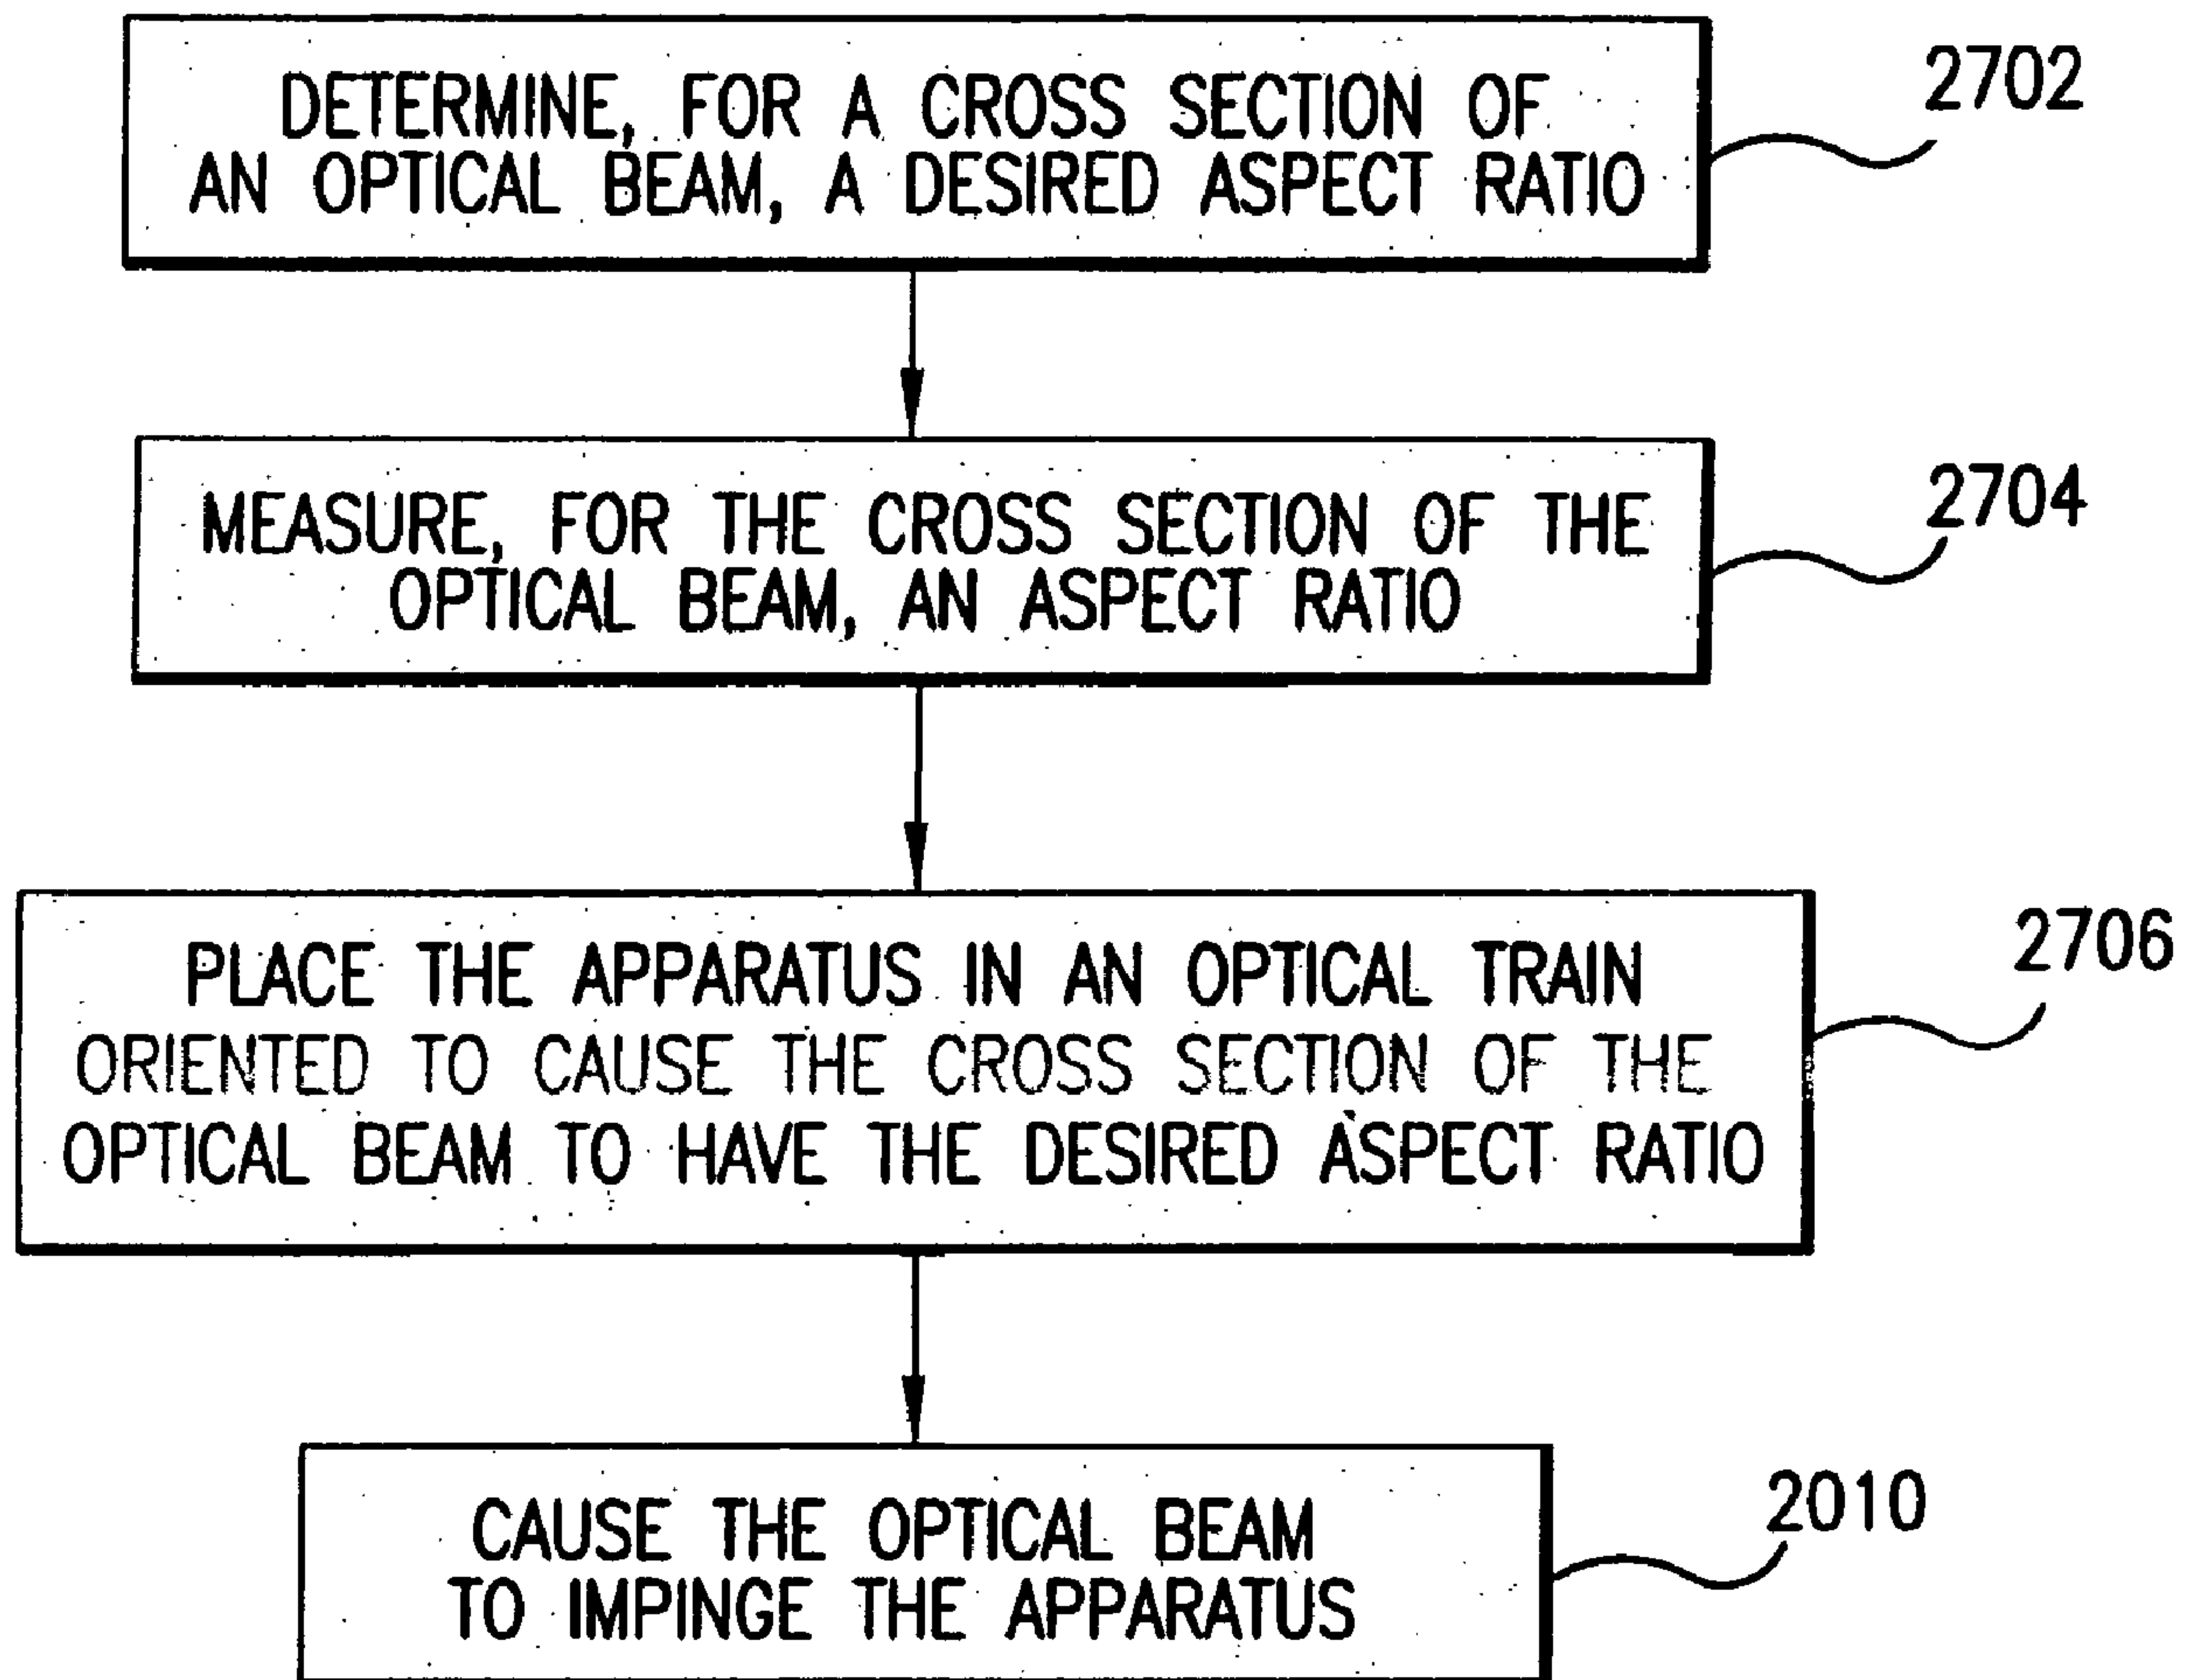 DETERMINE, FOR A CROSS SECTION OF
AN OPTICAL BEAM, A DESIRED ASPECT RATIO
2702
MEASURE, FOR THE CROSS SECTION OF THE
OPTICAL BEAM, AN ASPECT RATIO
2704
PLACE THE APPARATUS IN AN OPTICAL TRAIN
ORIENTED TO CAUSE THE CROSS SECTION OF THE
OPTICAL BEAM TO HAVE THE DESIRED ASPECT RATIO
2706
CAUSE THE OPTICAL BEAM
TO IMPINGE THE APPARATUS
2010